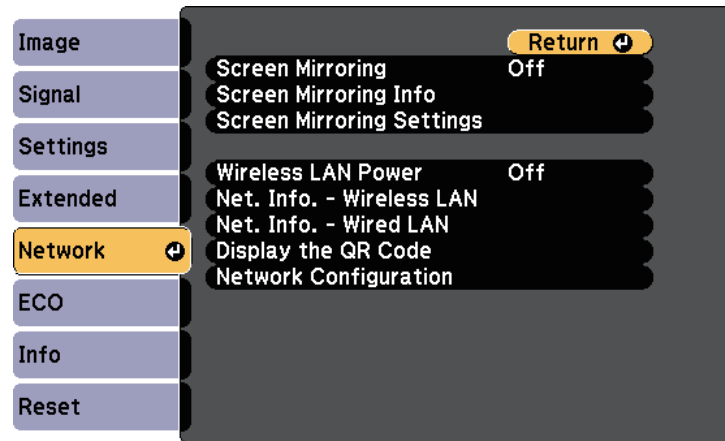 Image
Signal
Settings
Extended
Network
ECO
Info
Reset
Return
Screen Mirroring Off
Screen Mirroring Info
Screen Mirroring Settings
Wireless LAN Power Off
Net. Info. - Wireless LAN
Net. Info. - Wired LAN
Display the QR Code
Network Configuration